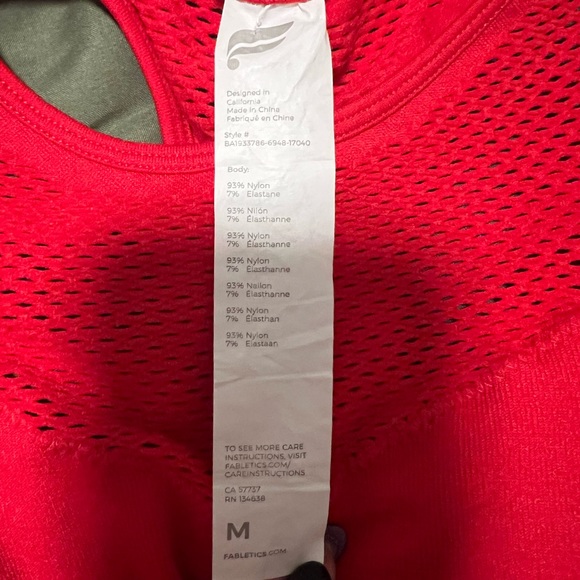 Designed in
California
Made in China
Fabriqué en Chine
Style #
BA1933786-6948-17040
Body:
93% Nylon
7% Elastane
93% Nilón
7% Elasthanne
93% Nylon
7% Élasthanne
93% Nylon
7% Elasthanne
93% Nailon
7% Elasthanne
93% Nylon
7% Elasthan
93% Nylon
7% Elastaan
TO SEE MORE CARE
INSTRUCTIONS, VISIT
FABLETICS.COM/
CAREINSTRUCTIONS
CA 57737
RN 134638
M
FABLETICS.COM